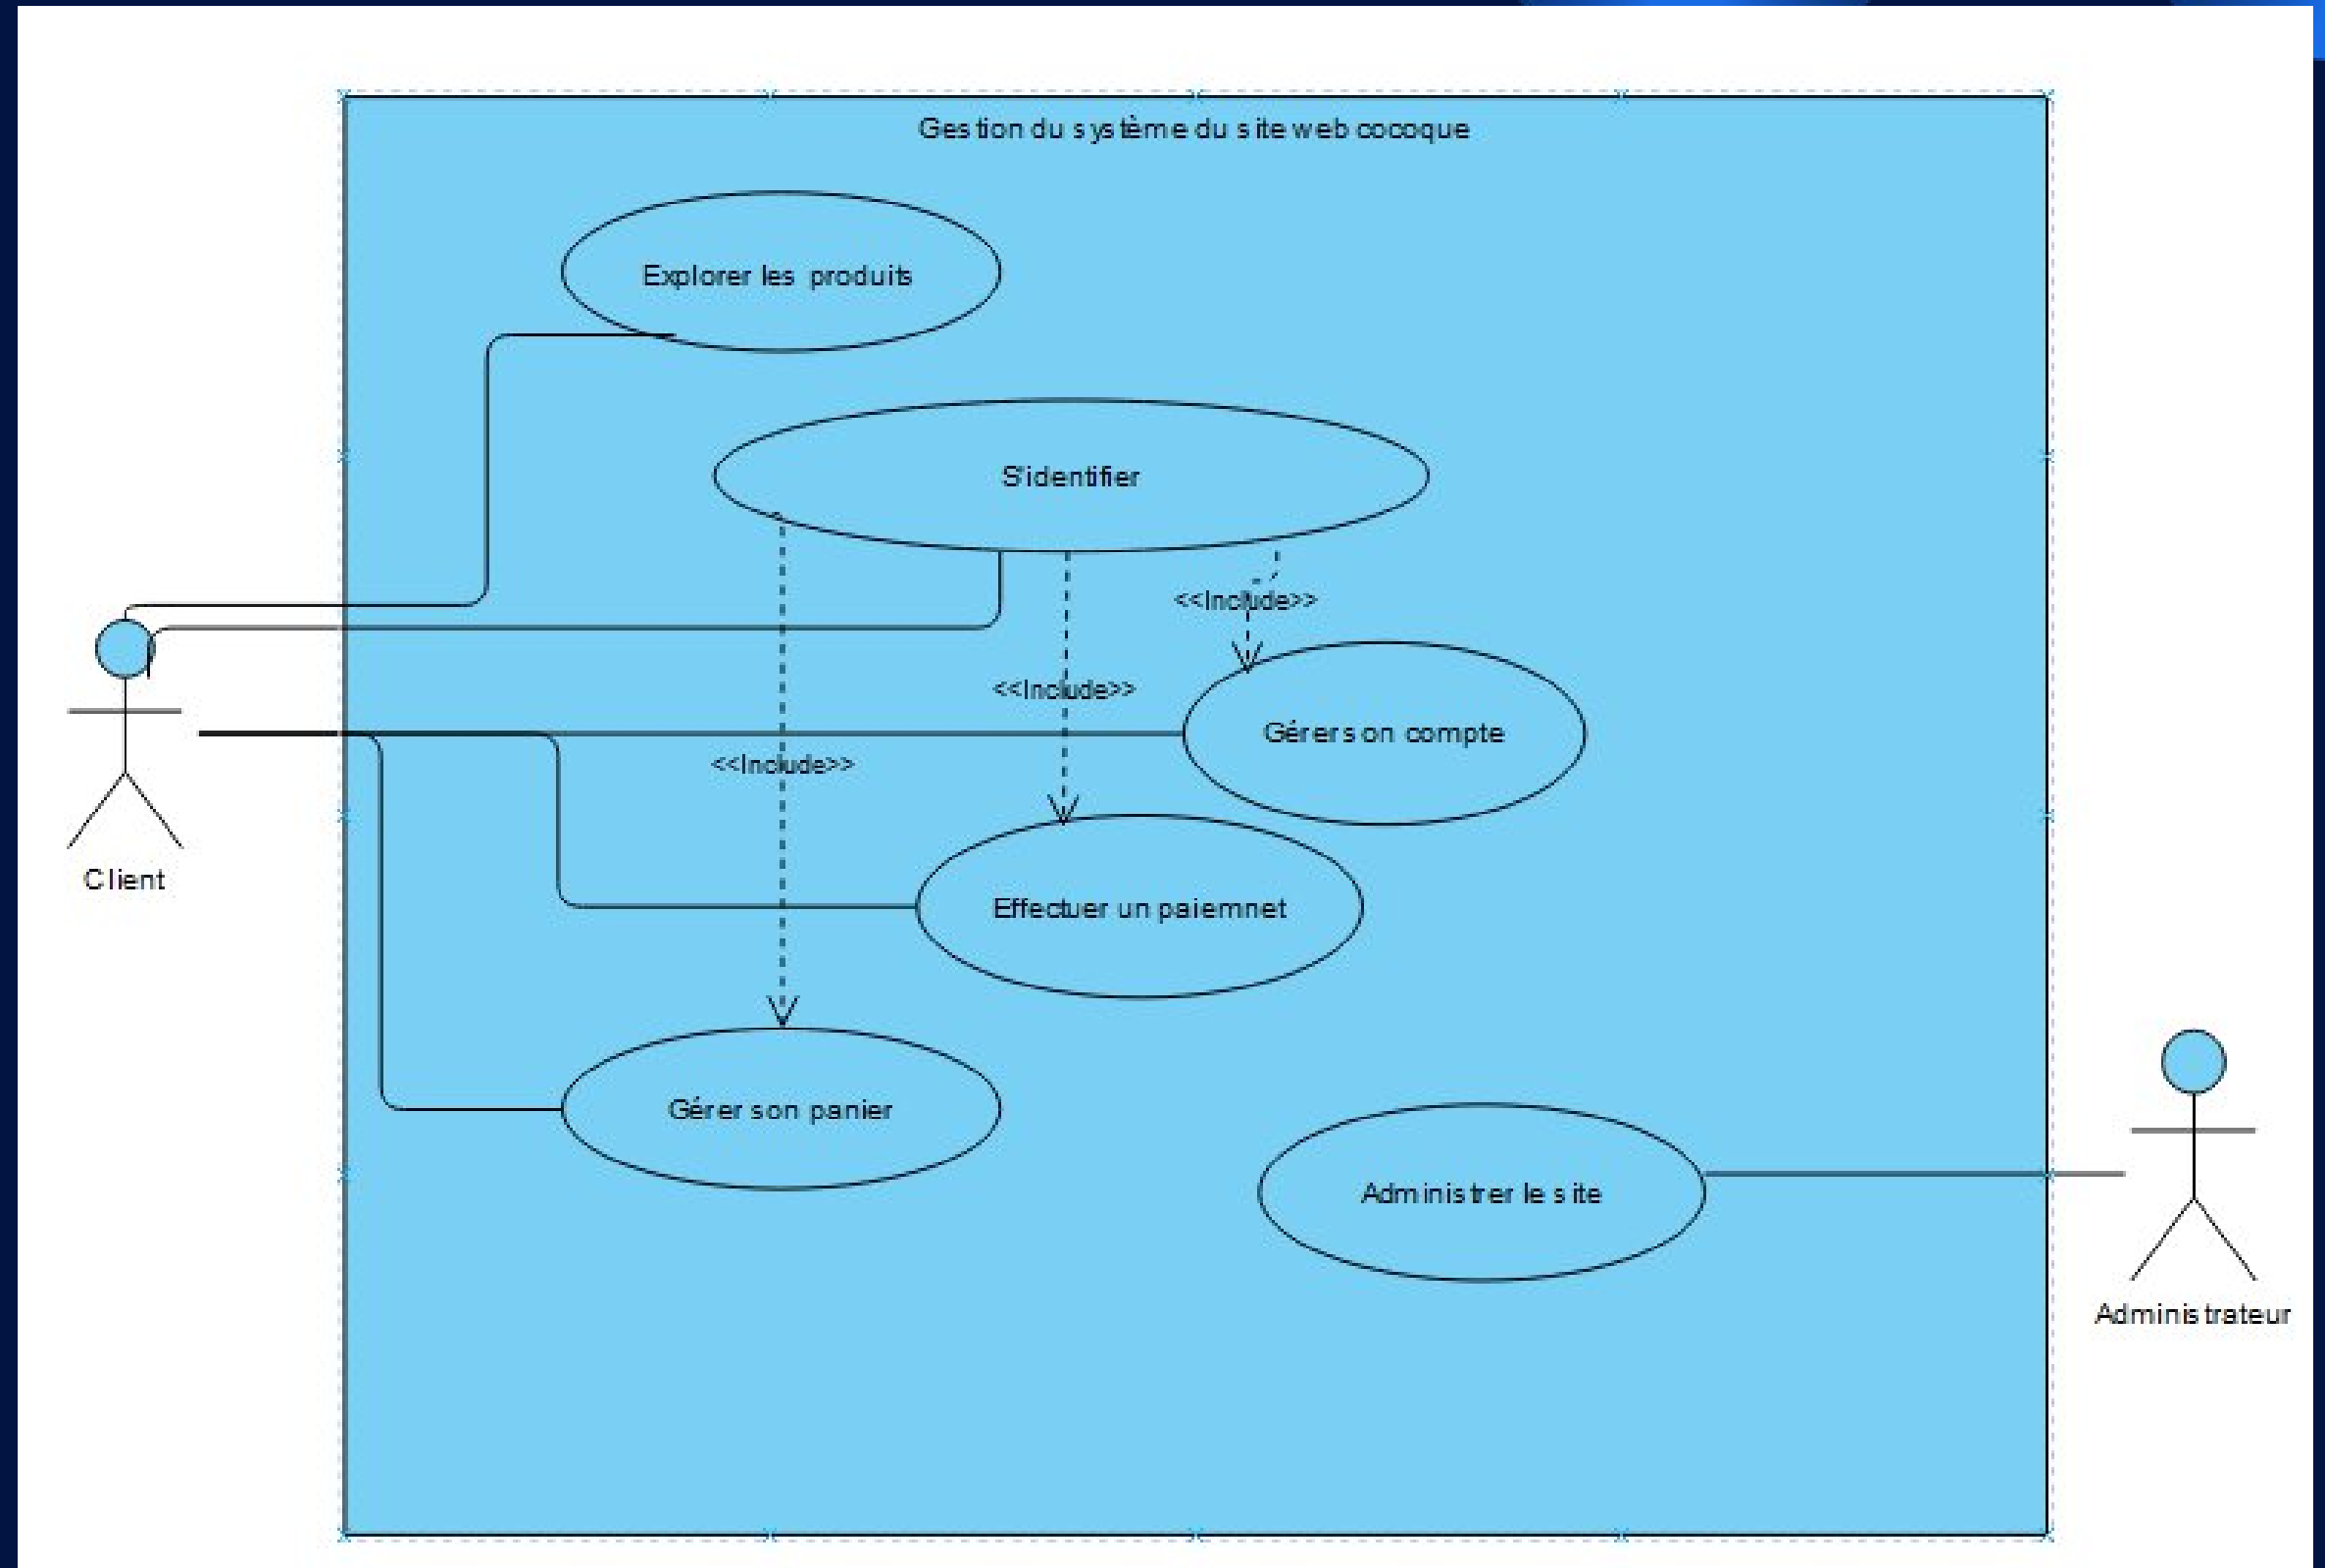 Gestion du système du site web cocoque
Explorer les produits
S'identifier
<<Include>>
<<Include>>
Gérer son compte
<<Include>>
Client
Effectuer un paiemnet
Gérer son panier
Administrer le site
Administrateur